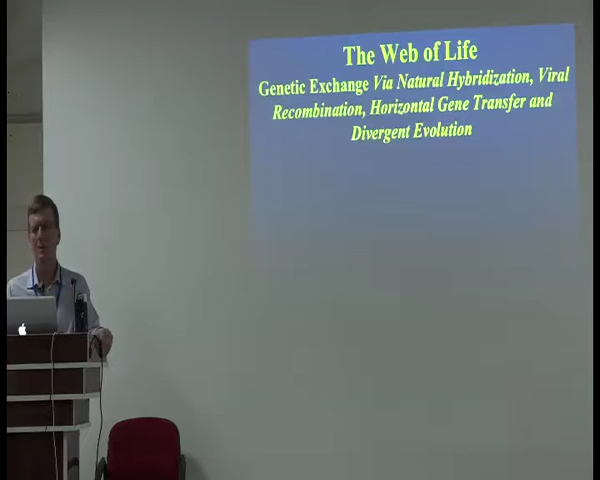 The Web of Life
Genetic Exchange Via Natural Hybridization, Viral
Recombination, Horizontal Gene Transfer and
Divergent Evolution